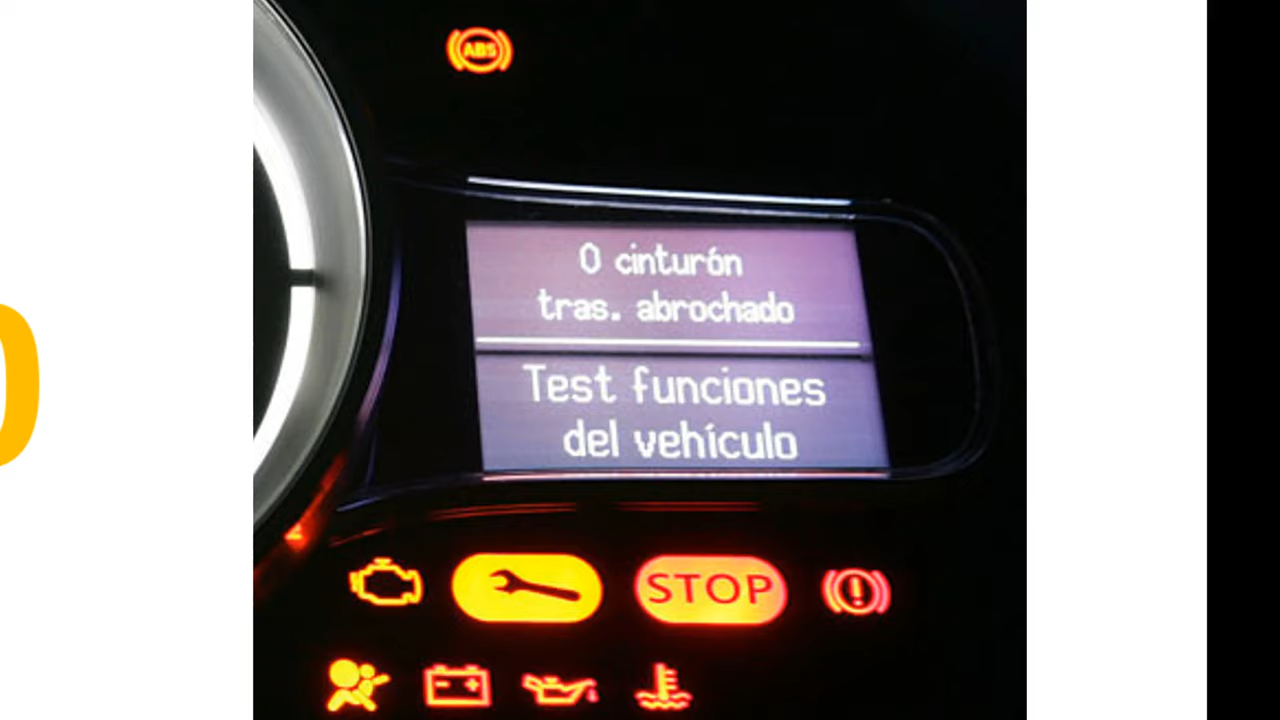 ABS
0 cinturón
tras. abrochado
Test funciones
del vehículo
STOP